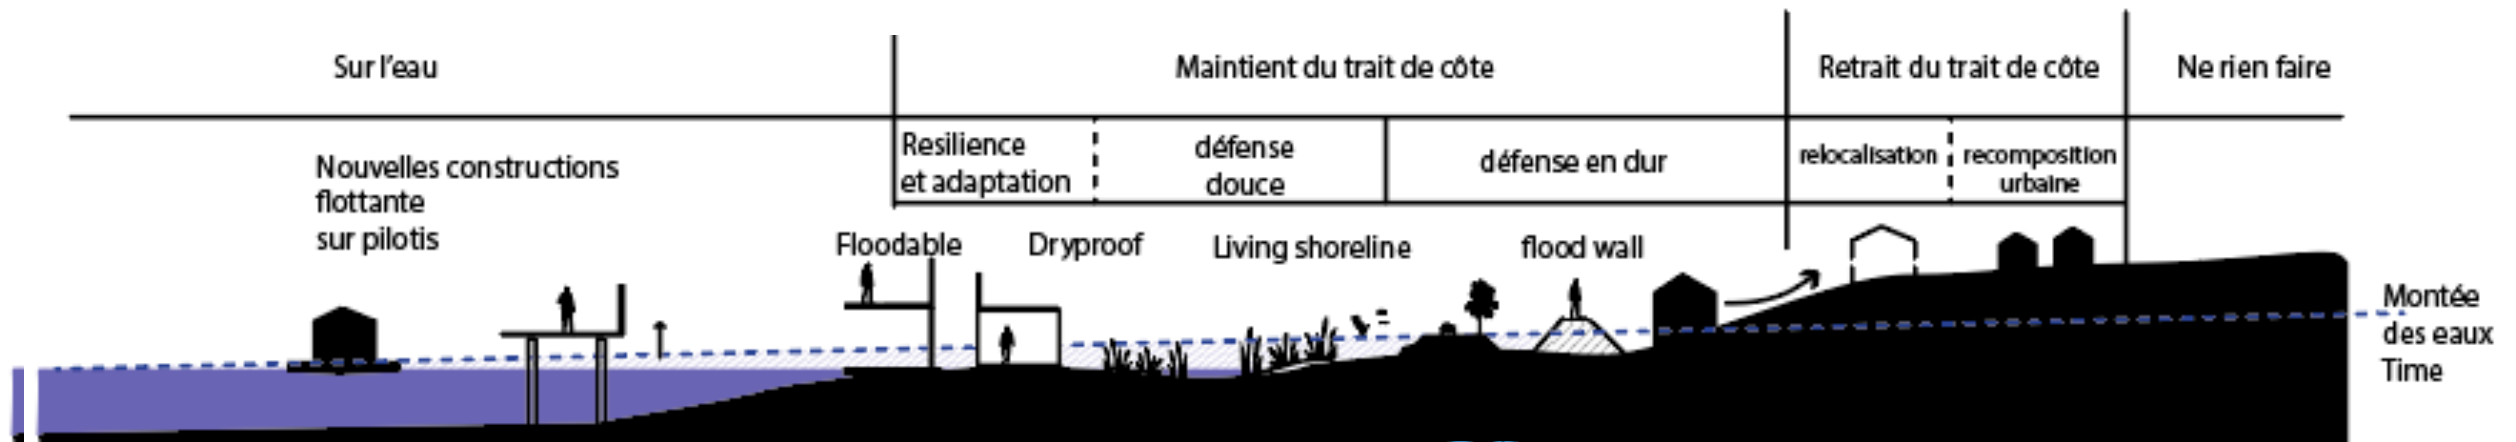 Sur l'eau
Maintient du trait de côte
Retrait du trait de côte
Ne rien faire
Nouvelles constructions
flottante
sur pilotis
Resilience
et adaptation
défense
douce
défense en dur
relocalisation
recomposition
urbaine
Floodable
Dryproof
Living shoreline
flood wall
Montée
des eaux
Time